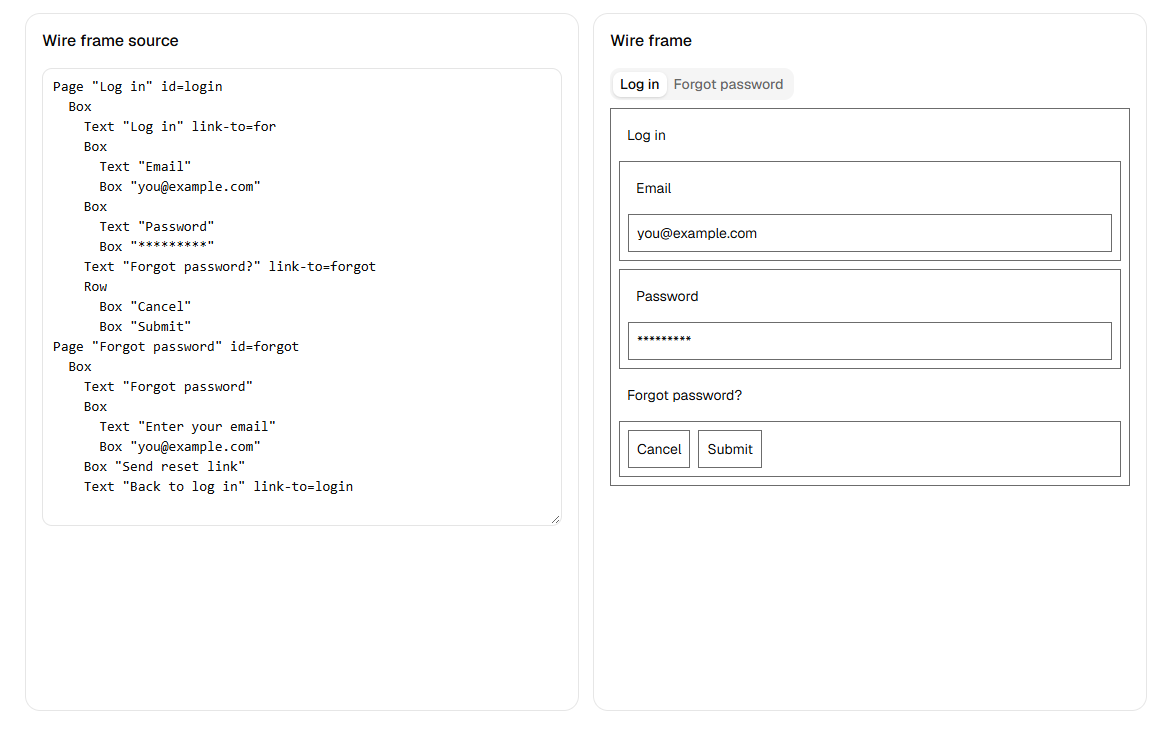 Wire frame source
Page "Log in" id=login
  Box
    Text "Log in" link-to=for
    Box
      Text "Email"
      Box "you@example.com"
    Box
      Text "Password"
      Box "*********"
    Text "Forgot password?" link-to=forgot
    Row
      Box "Cancel"
      Box "Submit"
Page "Forgot password" id=forgot
  Box
    Text "Forgot password"
    Box
      Text "Enter your email"
      Box "you@example.com"
    Box "Send reset link"
    Text "Back to log in" link-to=login
Wire frame
Log in Forgot password
Log in
Email
you@example.com
Password
*********
Forgot password?
Cancel Submit